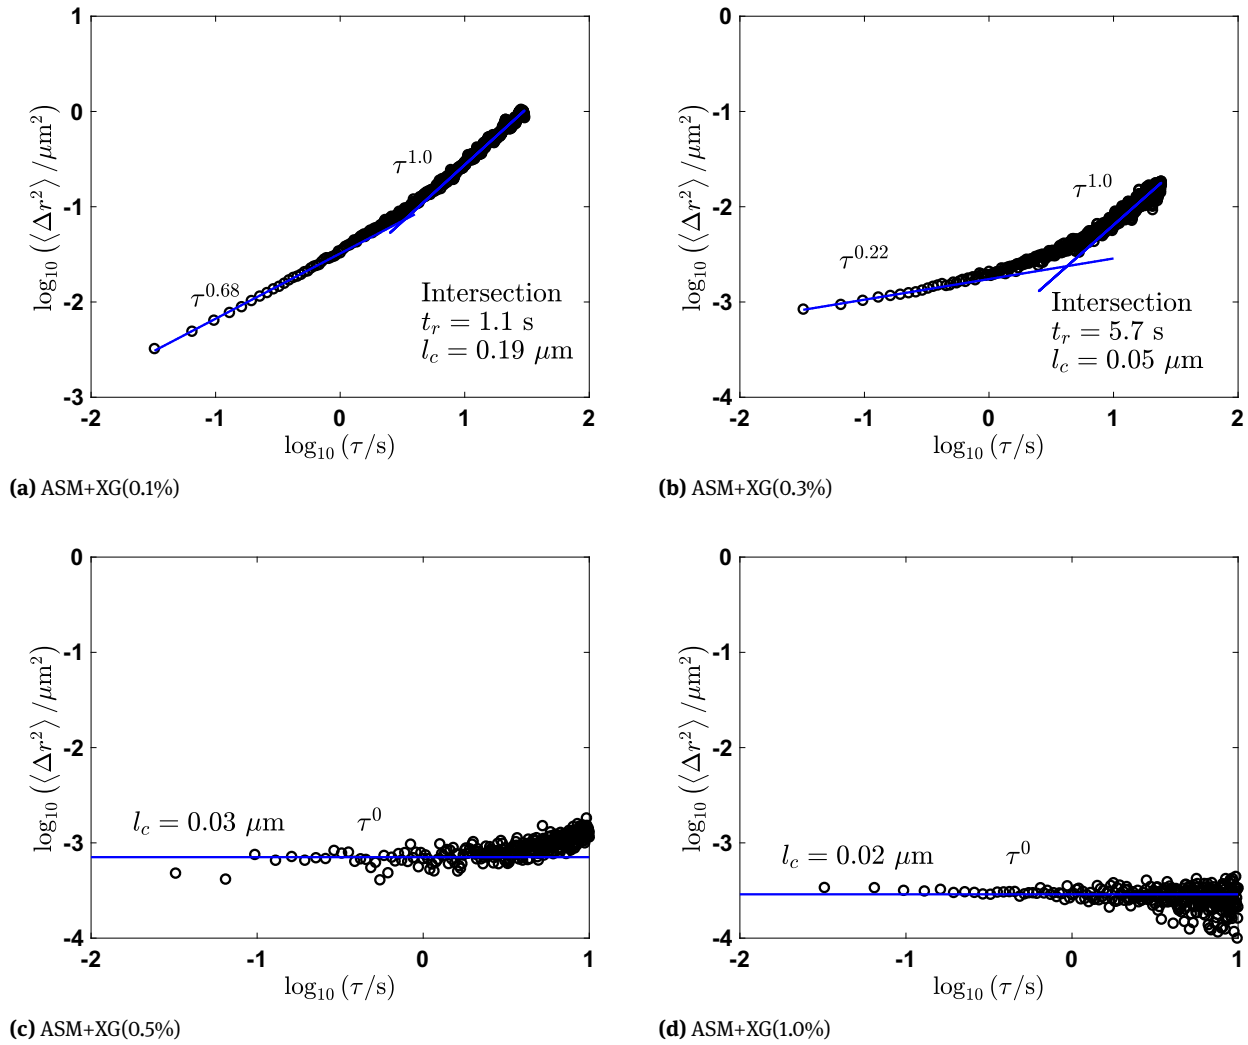 1
0
-1
-2
-3
-2
-1
0
1
2
log₁₀ (⟨Δr²⟩ /μm²)
log₁₀ (τ/s)
τ^1.0
τ^0.68
Intersection
t_r = 1.1 s
l_c = 0.19 μm
(a) ASM+XG(0.1%)
0
-1
-2
-3
-4
-2
-1
0
1
2
log₁₀ (⟨Δr²⟩ /μm²)
log₁₀ (τ/s)
τ^1.0
τ^0.22
Intersection
t_r = 5.7 s
l_c = 0.05 μm
(b) ASM+XG(0.3%)
0
-1
-2
-3
-4
-2
-1
0
1
log₁₀ (⟨Δr²⟩ /μm²)
log₁₀ (τ/s)
l_c = 0.03 μm
τ^0
(c) ASM+XG(0.5%)
0
-1
-2
-3
-4
-2
-1
0
1
log₁₀ (⟨Δr²⟩ /μm²)
log₁₀ (τ/s)
l_c = 0.02 μm
τ^0
(d) ASM+XG(1.0%)